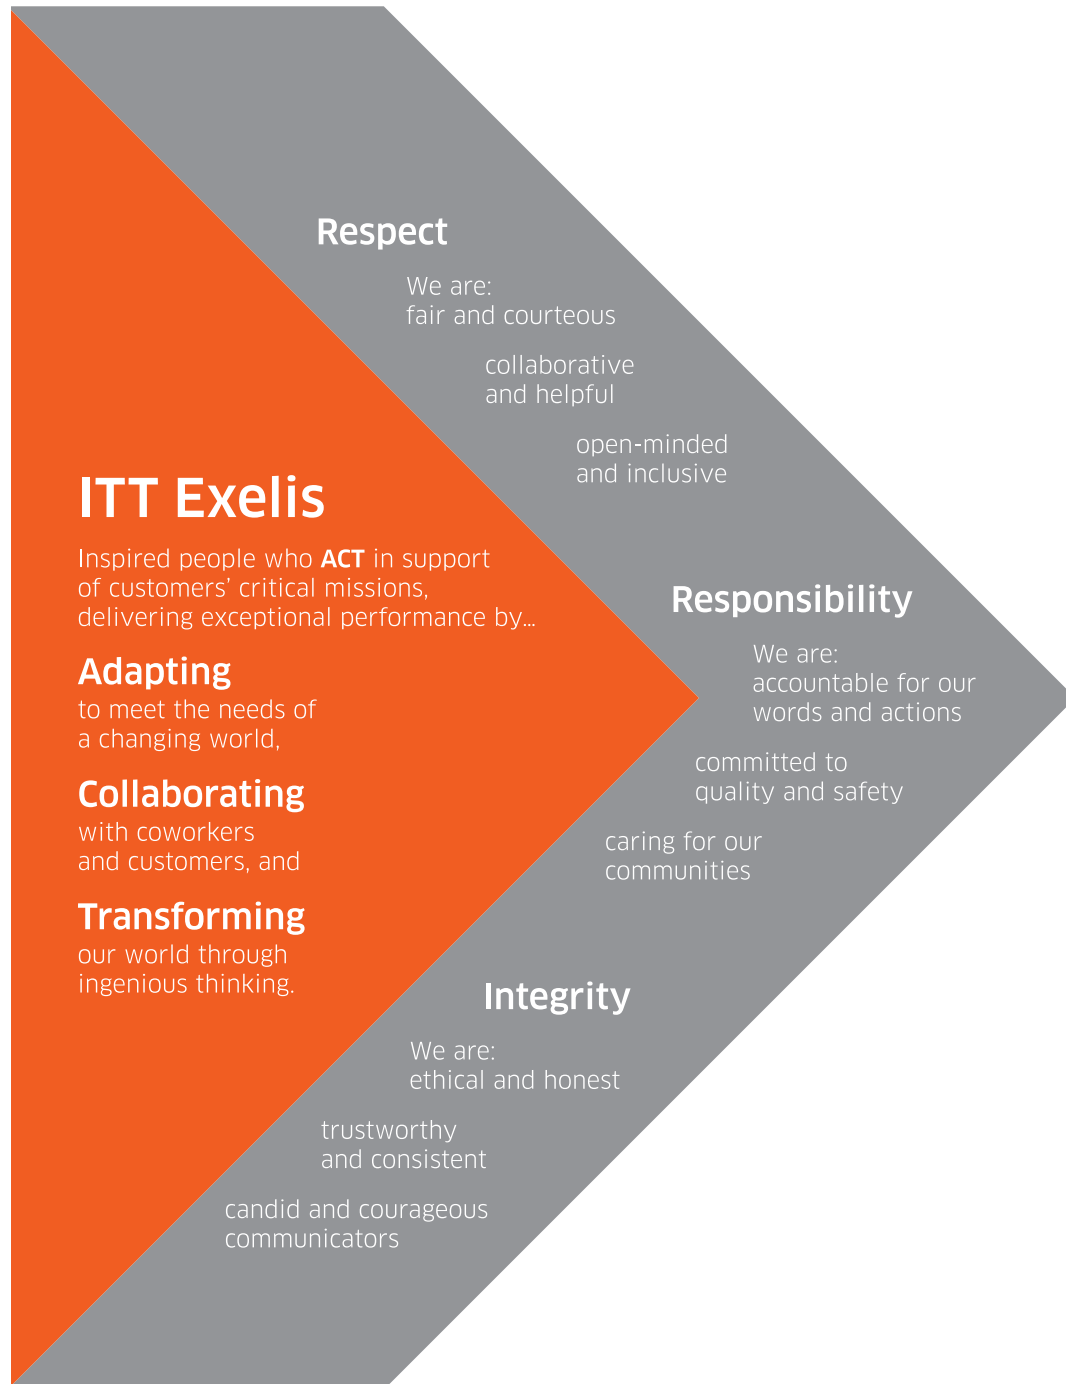 ITT Exelis
Inspired people who ACT in support
of customers’ critical missions,
delivering exceptional performance by...
Adapting
to meet the needs of
a changing world,
Collaborating
with coworkers
and customers, and
Transforming
our world through
ingenious thinking.
Respect
We are:
fair and courteous
collaborative
and helpful
open-minded
and inclusive
Responsibility
We are:
accountable for our
words and actions
committed to
quality and safety
caring for our
communities
Integrity
We are:
ethical and honest
trustworthy
and consistent
candid and courageous
communicators